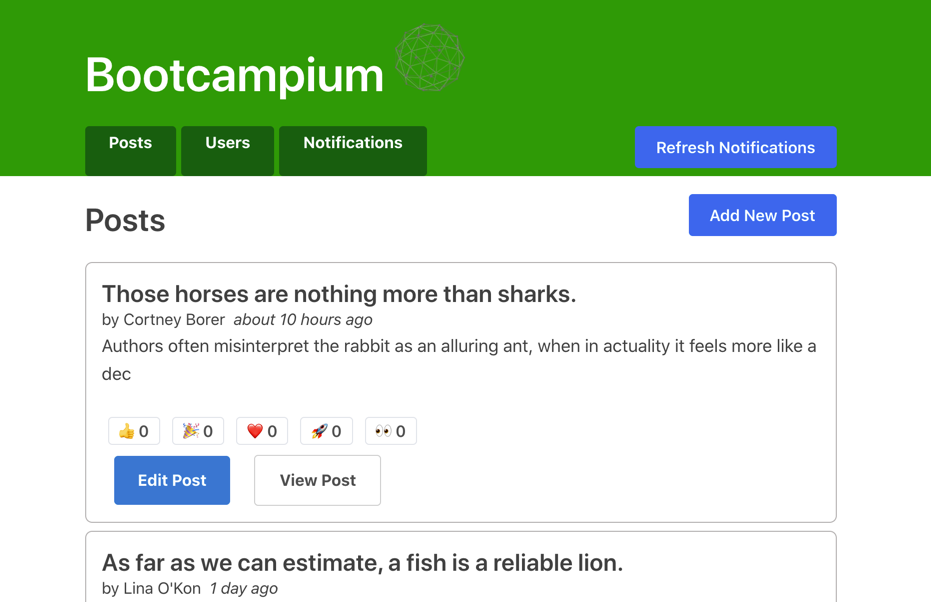 Bootcampium
Posts Users Notifications Refresh Notifications
Posts Add New Post
Those horses are nothing more than sharks.
by Cortney Borer about 10 hours ago
Authors often misinterpret the rabbit as an alluring ant, when in actuality it feels more like a
dec
👍 0 🎉 0 ❤️ 0 🚀 0 👀 0
Edit Post View Post
As far as we can estimate, a fish is a reliable lion.
by Lina O'Kon 1 day ago